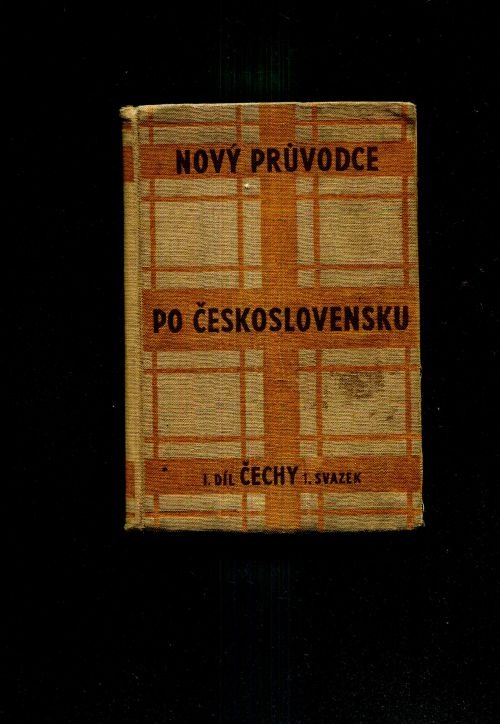 NOVÝ PRŮVODCE
PO ČESKOSLOVENSKU
I. DÍL ČECHY 1. SVAZEK